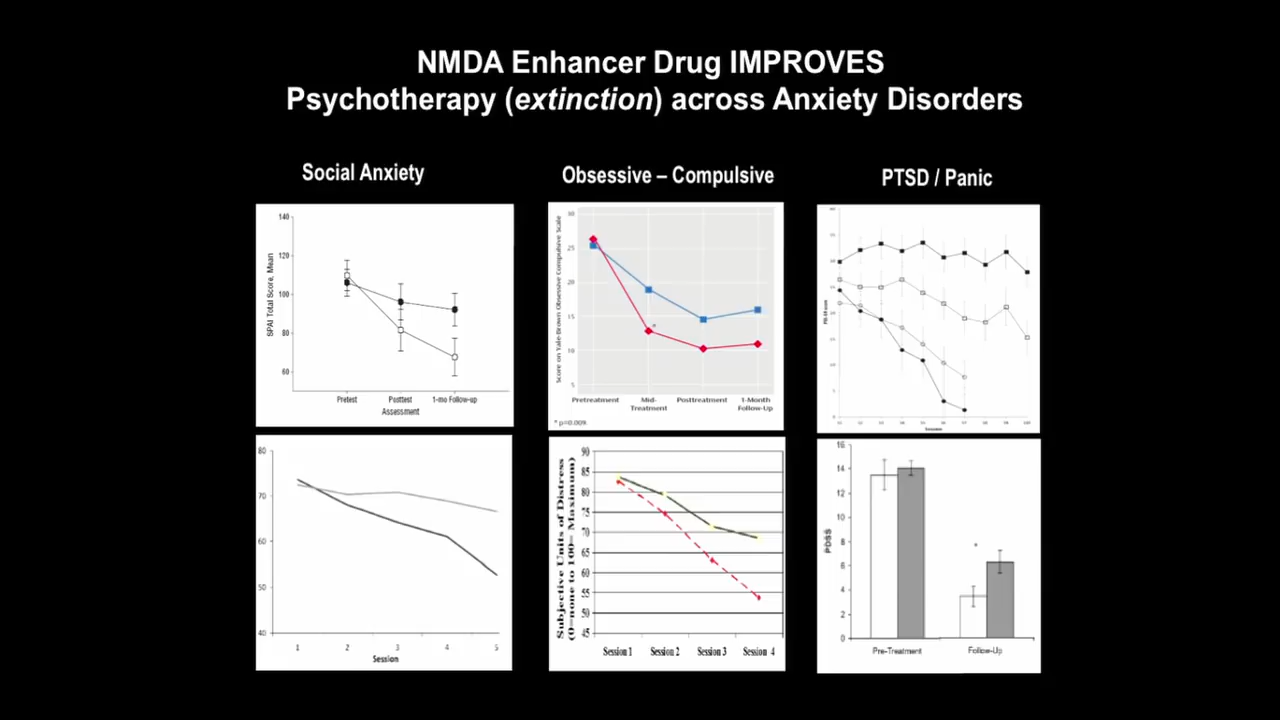 NMDA Enhancer Drug IMPROVES
Psychotherapy (extinction) across Anxiety Disorders
Social Anxiety
Obsessive – Compulsive
PTSD / Panic
140
120
100
80
60
SPAI Total Score, Mean
Pretest Posttest 1-mo Follow-up
Assessment
30
25
20
15
10
5
Score on Yale-Brown Obsessive Compulsive Scale
Pretreatment Mid- Posttreatment 1-Month
Treatment Follow-Up
* p=0.009
80
70
60
50
40
1 2 3 4 5
Session
90
85
80
75
70
65
60
55
50
45
Subjective Units of Distress
(0=none to 100= Maximum)
Session 1 Session 2 Session 3 Session 4
16
14
12
10
8
6
4
2
0
PDSS
*
Pre-Treatment Follow-Up